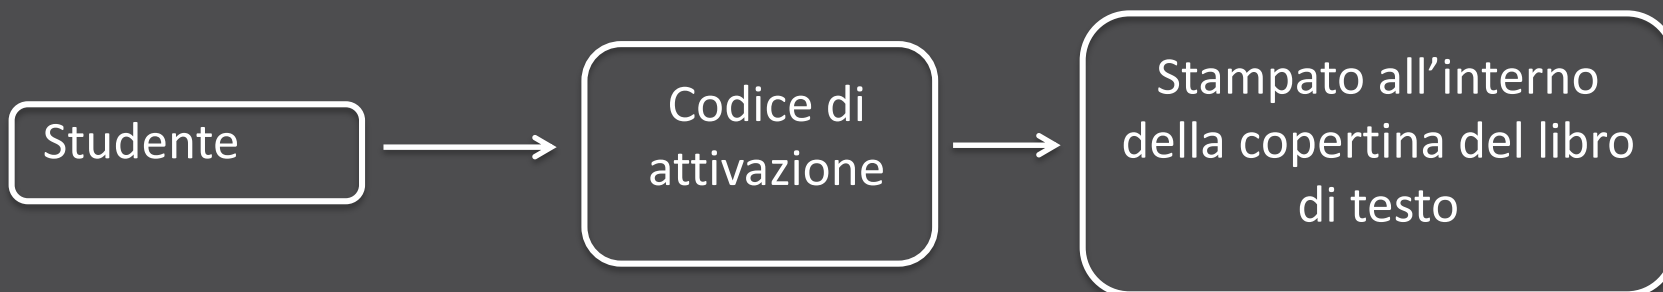 Studente
Codice di
attivazione
Stampato all’interno
della copertina del libro
di testo